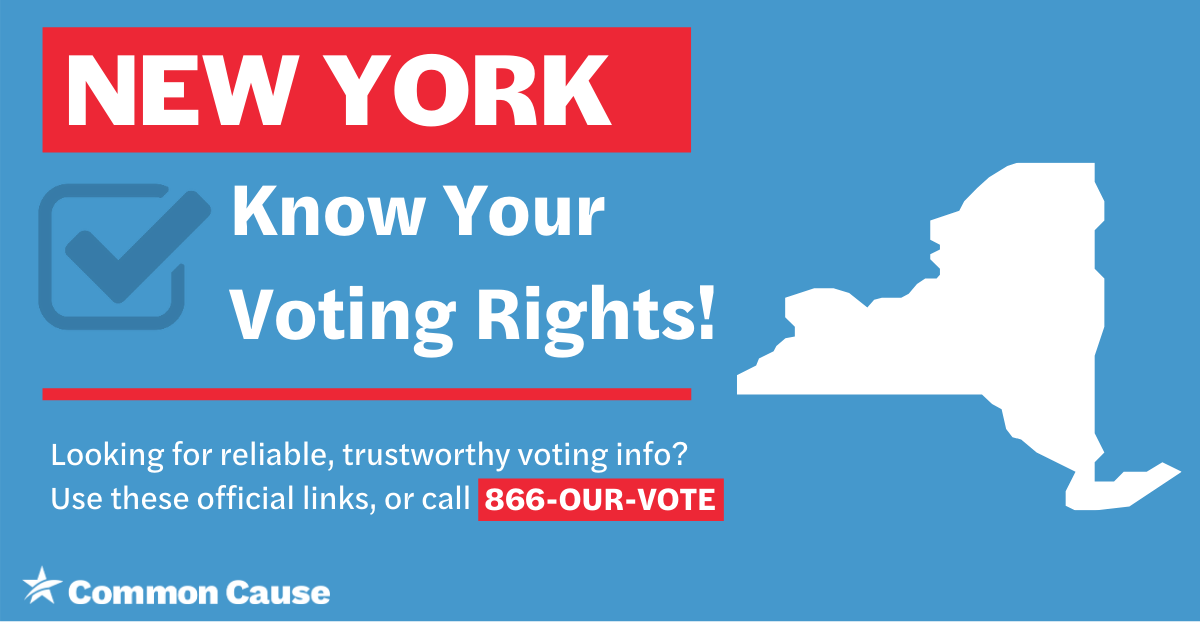 NEW YORK
Know Your
Voting Rights!
Looking for reliable, trustworthy voting info?
Use these official links, or call 866-OUR-VOTE
Common Cause